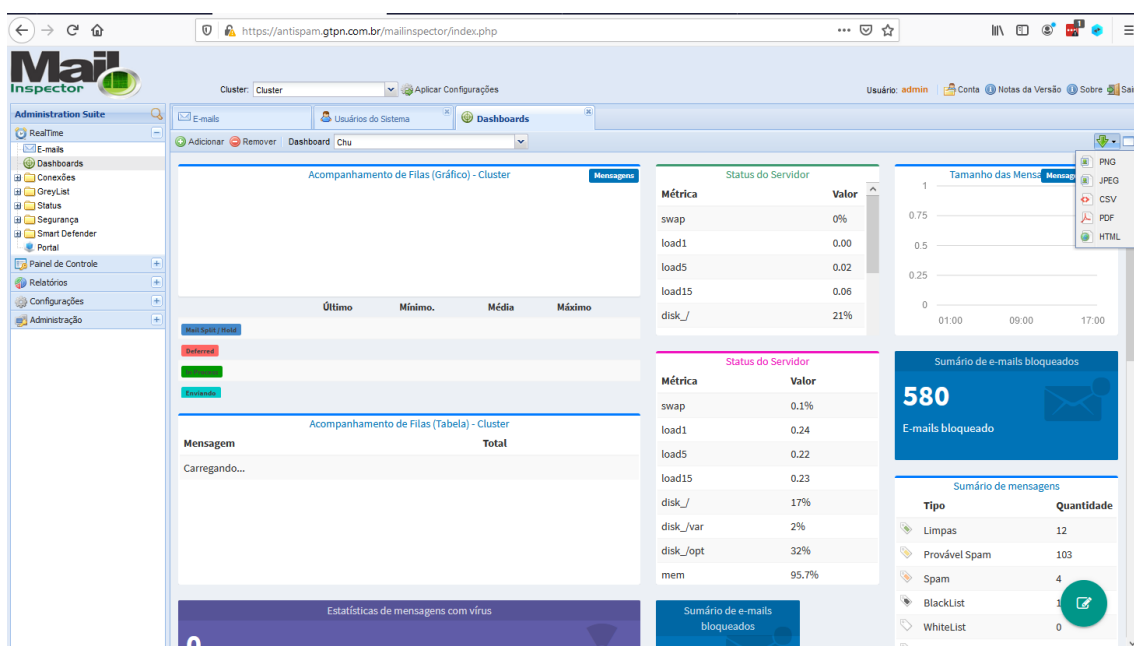 https://antispam.gtpn.com.br/mailinspector/index.php
1
Mail
Inspector
Cluster: Cluster
Aplicar Configurações
Usuário: admin
Conta
Notas da Versão
Sobre
Sair
Administration Suite
RealTime
E-mails
Dashboards
Conexões
GreyList
Status
Segurança
Smart Defender
Portal
Painel de Controle
Relatórios
Configurações
Administração
E-mails
Usuários do Sistema
Dashboards
Adicionar
Remover
Dashboard Chu
PNG
JPEG
CSV
PDF
HTML
Acompanhamento de Filas (Gráfico) - Cluster
Mensagens
Último Mínimo. Média Máximo
Mail Split / Hold
Deferred
Enviando
Acompanhamento de Filas (Tabela) - Cluster
Mensagem Total
Carregando...
Estatísticas de mensagens com vírus
0
Status do Servidor
Métrica Valor
swap 0%
load1 0.00
load5 0.02
load15 0.06
disk_/ 21%
Status do Servidor
Métrica Valor
swap 0.1%
load1 0.24
load5 0.22
load15 0.23
disk_/ 17%
disk_/var 2%
disk_/opt 32%
mem 95.7%
Sumário de e-mails
bloqueados
Tamanho das Mensa
Mensag
1
0.75
0.5
0.25
0
01:00 09:00 17:00
Sumário de e-mails bloqueados
580
E-mails bloqueado
Sumário de mensagens
Tipo Quantidade
Limpas 12
Provável Spam 103
Spam 4
BlackList 1
WhiteList 0